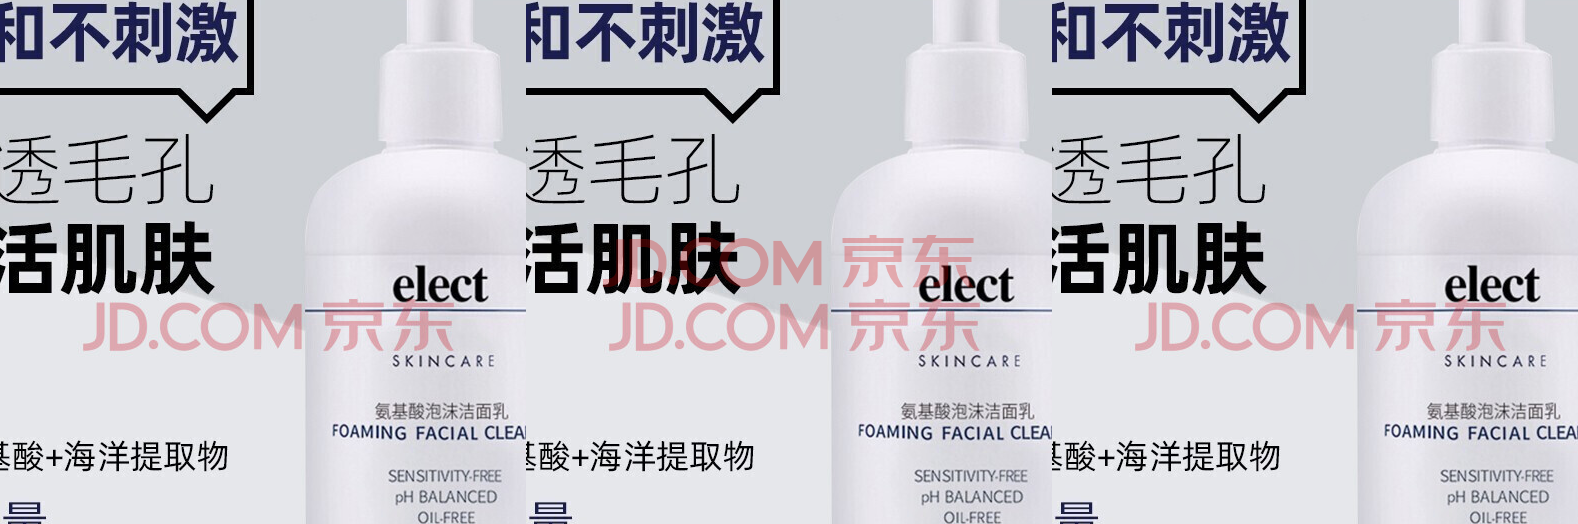 和不刺激
透毛孔
活肌肤
基酸+海洋提取物
量
elect
JD.COM 京东
SKINCARE
氨基酸泡沫洁面乳
FOAMING FACIAL CLEA
SENSITIVITY-FREE
pH BALANCED
OIL-FREE
和不刺激
透毛孔
活肌肤
基酸+海洋提取物
量
JD.COM 京东
elect
JD.COM 京东
SKINCARE
氨基酸泡沫洁面乳
FOAMING FACIAL CLEA
SENSITIVITY-FREE
pH BALANCED
OIL-FREE
和不刺激
透毛孔
活肌肤
基酸+海洋提取物
量
elect
JD.COM 京东
SKINCARE
氨基酸泡沫洁面乳
FOAMING FACIAL CLEA
SENSITIVITY-FREE
pH BALANCED
OIL-FREE